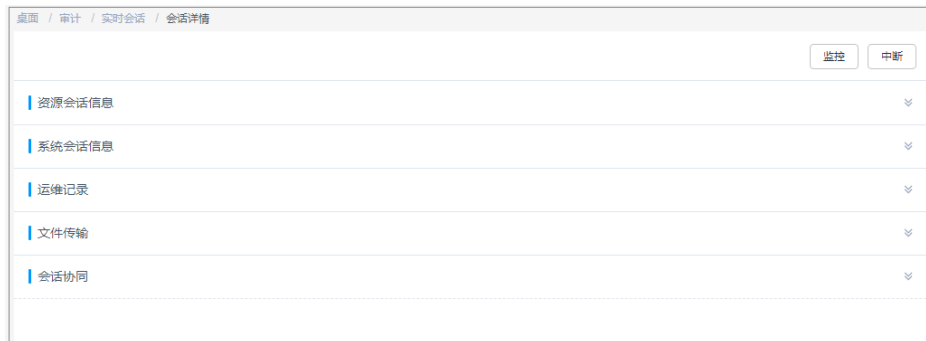 桌面 / 审计 / 实时会话 / 会话详情
监控 中断
资源会话信息
系统会话信息
运维记录
文件传输
会话协同